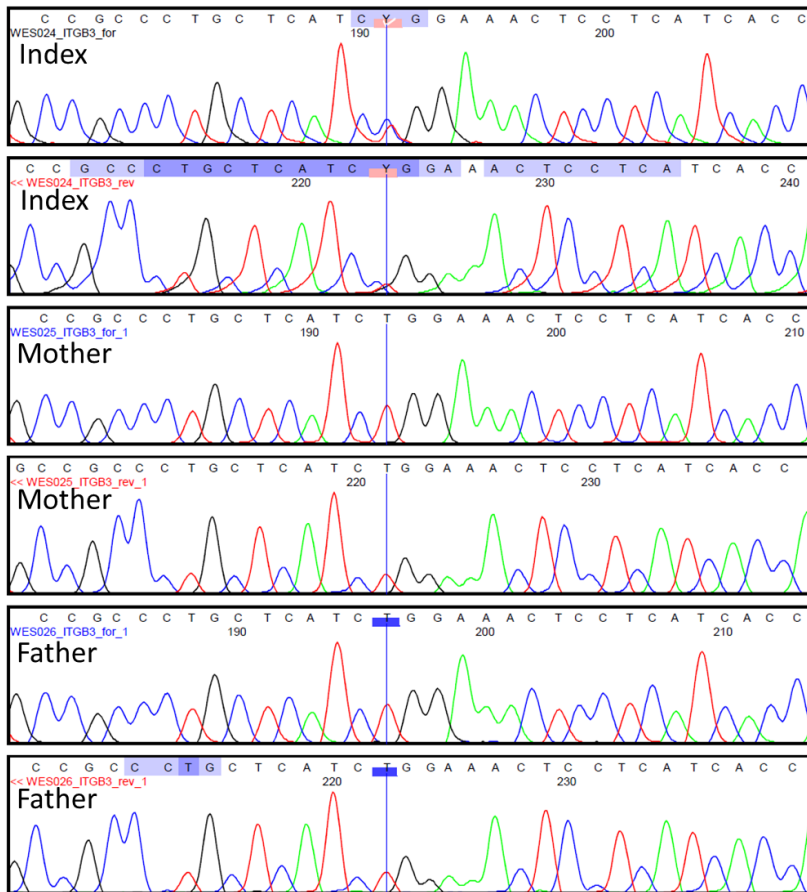 C C G C C C T G C T C A T C Y G G A A A C T C C T C A T C A C C
WES024_ITGB3_for 190 200
Index
C C G C C C T G C T C A T C Y G G A A A C T C C T C A T C A C C
<< WES024_ITGB3_rev 220 230 240
Index
C C G C C C T G C T C A T C T G G A A A C T C C T C A T C A C C
WES025_ITGB3_for_1 190 200 210
Mother
G C C G C C C T G C T C A T C T G G A A A C T C C T C A T C A C C
<< WES025_ITGB3_rev_1 220 230
Mother
C C G C C C T G C T C A T C T G G A A A C T C C T C A T C A C C
WES026_ITGB3_for_1 190 200 210
Father
C C G C C C T G C T C A T C T G G A A A C T C C T C A T C A C C
<< WES026_ITGB3_rev_1 220 230
Father